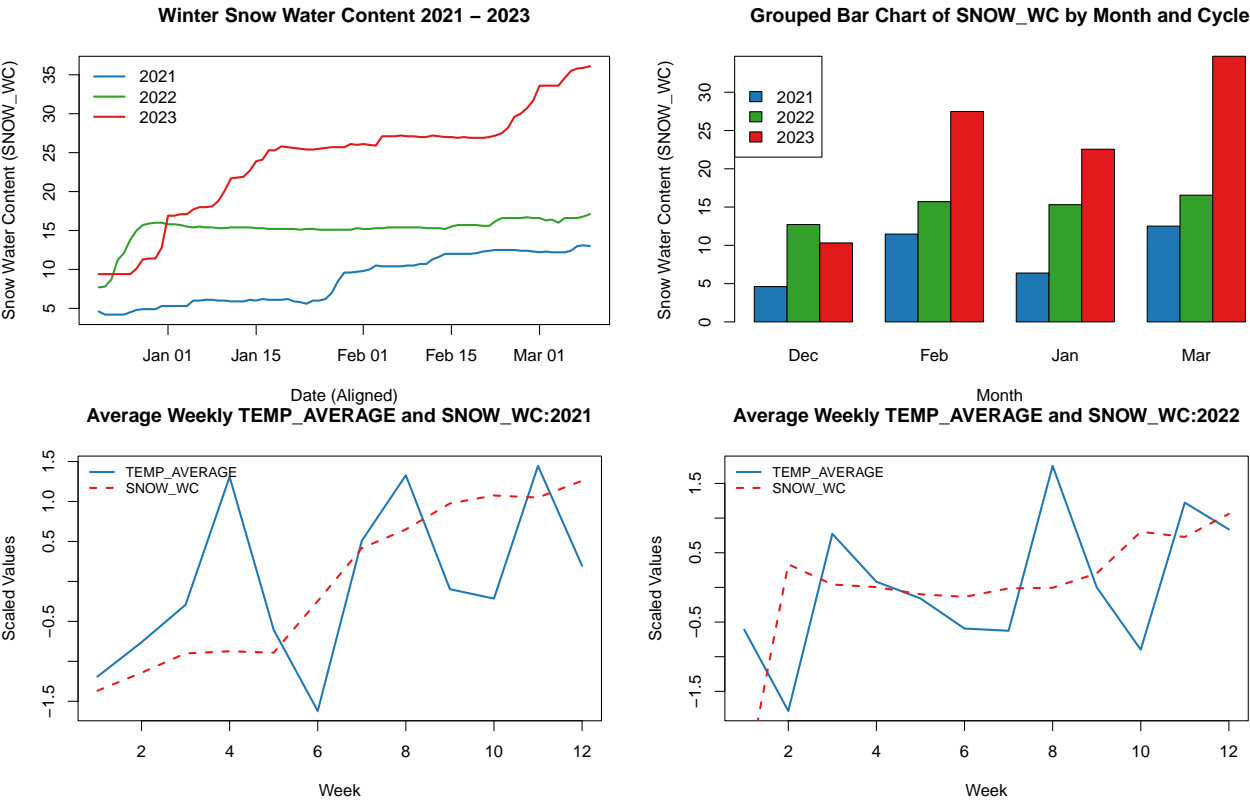 Winter Snow Water Content 2021 − 2023
Snow Water Content (SNOW_WC)
35
30
25
20
15
10
5
2021
2022
2023
Jan 01
Jan 15
Feb 01
Feb 15
Mar 01
Date (Aligned)
Grouped Bar Chart of SNOW_WC by Month and Cycle
Snow Water Content (SNOW_WC)
30
25
20
15
10
5
0
2021
2022
2023
Dec
Feb
Jan
Mar
Month
Average Weekly TEMP_AVERAGE and SNOW_WC:2021
Scaled Values
1.5
1.0
0.5
−0.5
−1.5
TEMP_AVERAGE
SNOW_WC
2
4
6
8
10
12
Week
Average Weekly TEMP_AVERAGE and SNOW_WC:2022
Scaled Values
1.5
0.5
−0.5
−1.5
TEMP_AVERAGE
SNOW_WC
2
4
6
8
10
12
Week